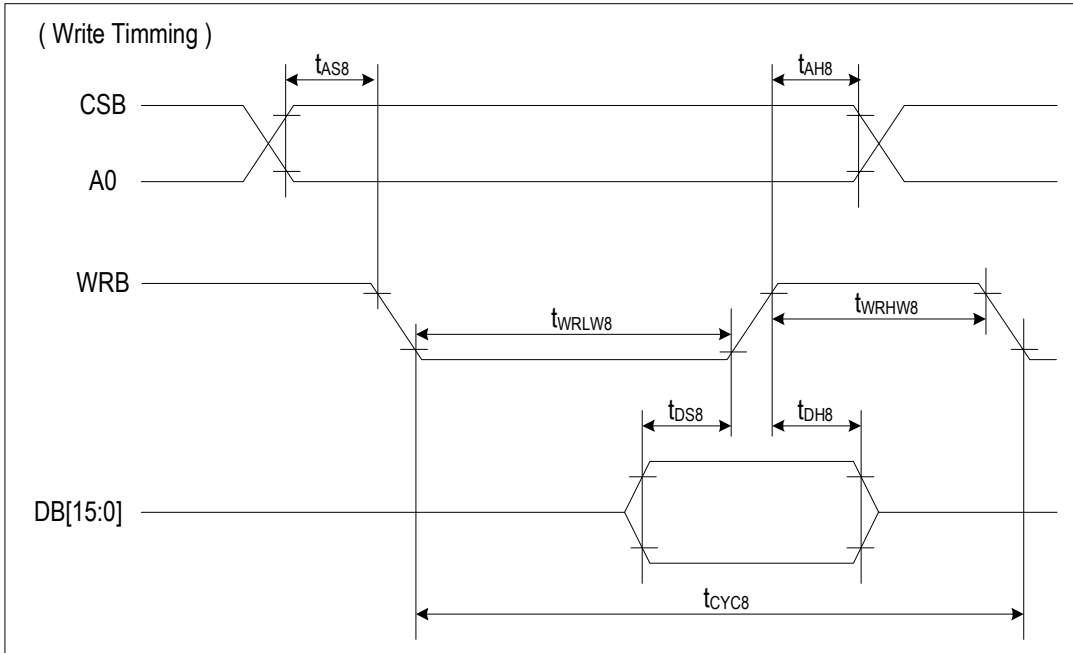 ( Write Timming )
tAS8
tAH8
CSB
A0
WRB
tWRLW8
tWRHW8
tDS8
tDH8
DB[15:0]
tCYC8